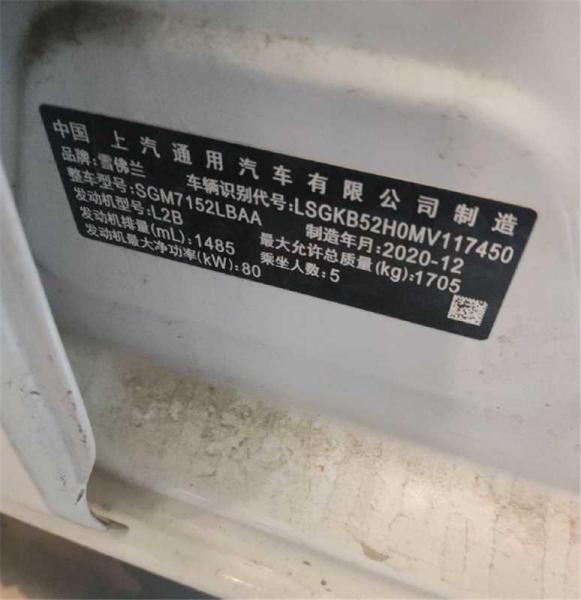 中国 上汽通用汽车有限公司制造
品牌:雪佛兰 车辆识别代号:LSGKB52H0MV117450
整车型号:SGM7152LBAA 制造年月:2020-12
发动机型号:L2B 最大允许总质量(kg):1705
发动机排量(mL):1485 乘坐人数:5
发动机最大净功率(kW):80